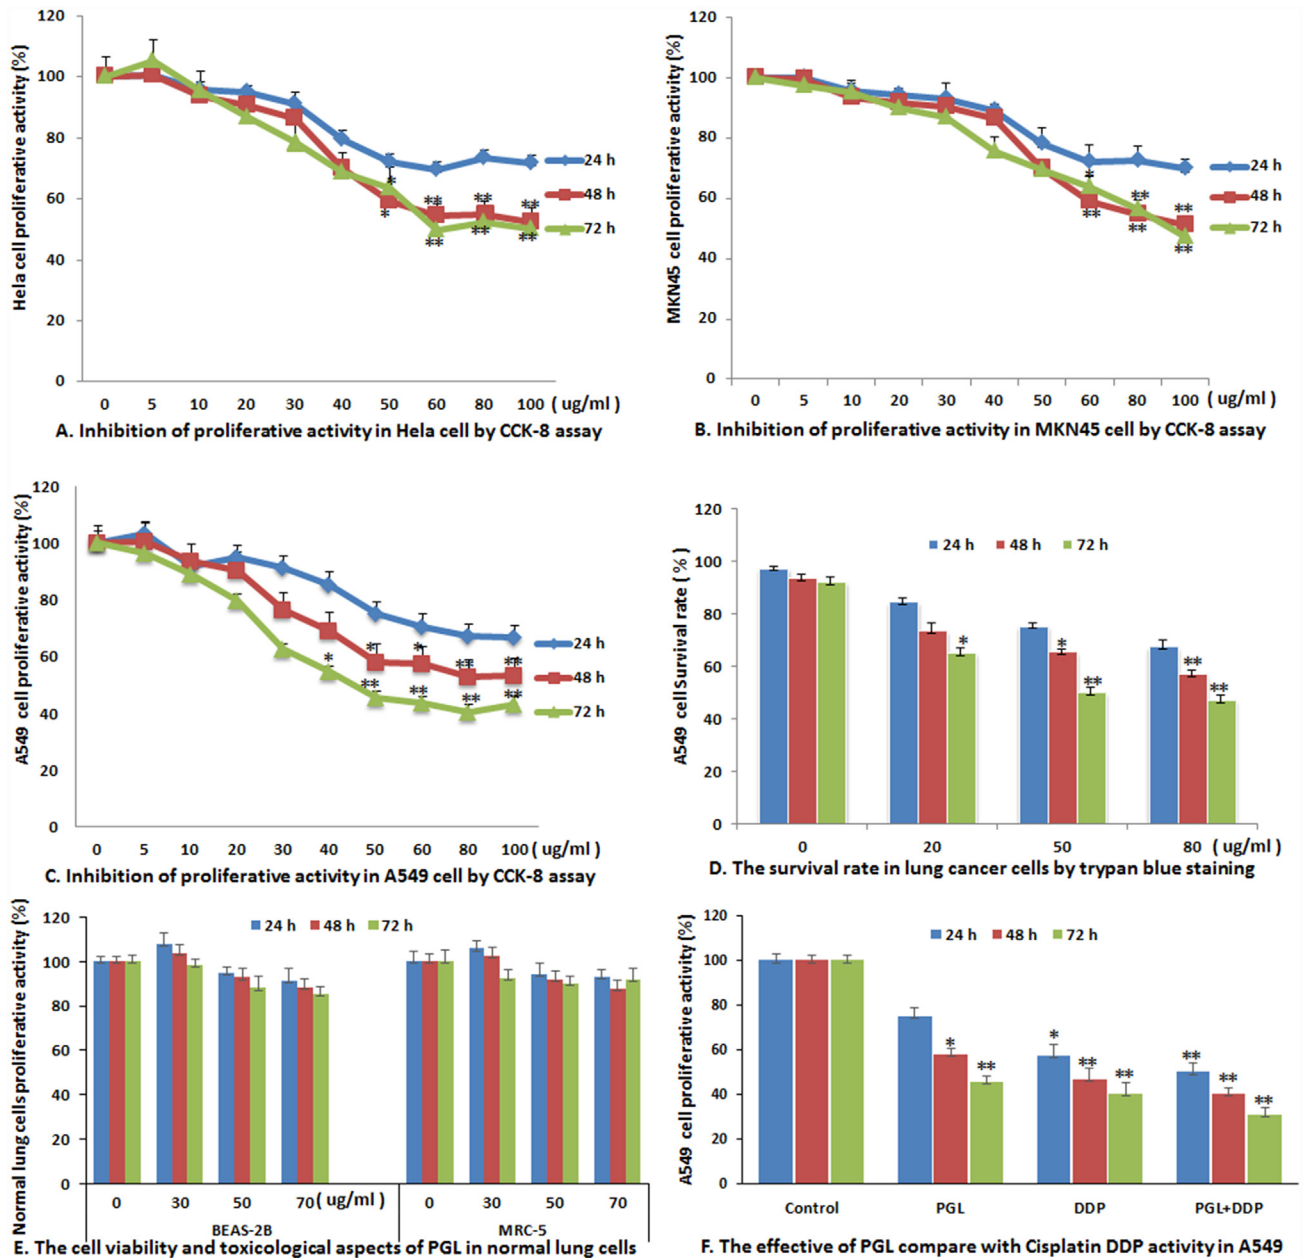 Hela cell proliferative activity (%)
120
100
80
60
40
20
0
* ** ** **
* ** ** **
24 h
48 h
72 h
0 5 10 20 30 40 50 60 80 100 ( ug/ml )
A. Inhibition of proliferative activity in Hela cell by CCK-8 assay
MKN45 cell proliferative activity (%)
120
100
80
60
40
20
0
* ** **
** ** **
24 h
48 h
72 h
0 5 10 20 30 40 50 60 80 100 ( ug/ml )
B. Inhibition of proliferative activity in MKN45 cell by CCK-8 assay
A549 cell proliferative activity (%)
120
100
80
60
40
20
0
* * ** **
* ** ** ** **
24 h
48 h
72 h
0 5 10 20 30 40 50 60 80 100 ( ug/ml )
C. Inhibition of proliferative activity in A549 cell by CCK-8 assay
A549 cell Survival rate ( % )
120
100
80
60
40
20
0
24 h 48 h 72 h
* * ** ** **
0 20 50 80 (ug/ml )
D. The survival rate in lung cancer cells by trypan blue staining
Normal lung cells proliferative activity (%)
120
100
80
60
40
20
0
24 h 48 h 72 h
0 30 50 70 ( ug/ml ) 0 30 50 70
BEAS-2B MRC-5
E. The cell viability and toxicological aspects of PGL in normal lung cells
A549 cell proliferative activity (%)
120
100
80
60
40
20
0
24 h 48 h 72 h
* ** * ** ** ** ** **
Control PGL DDP PGL+DDP
F. The effective of PGL compare with Cisplatin DDP activity in A549